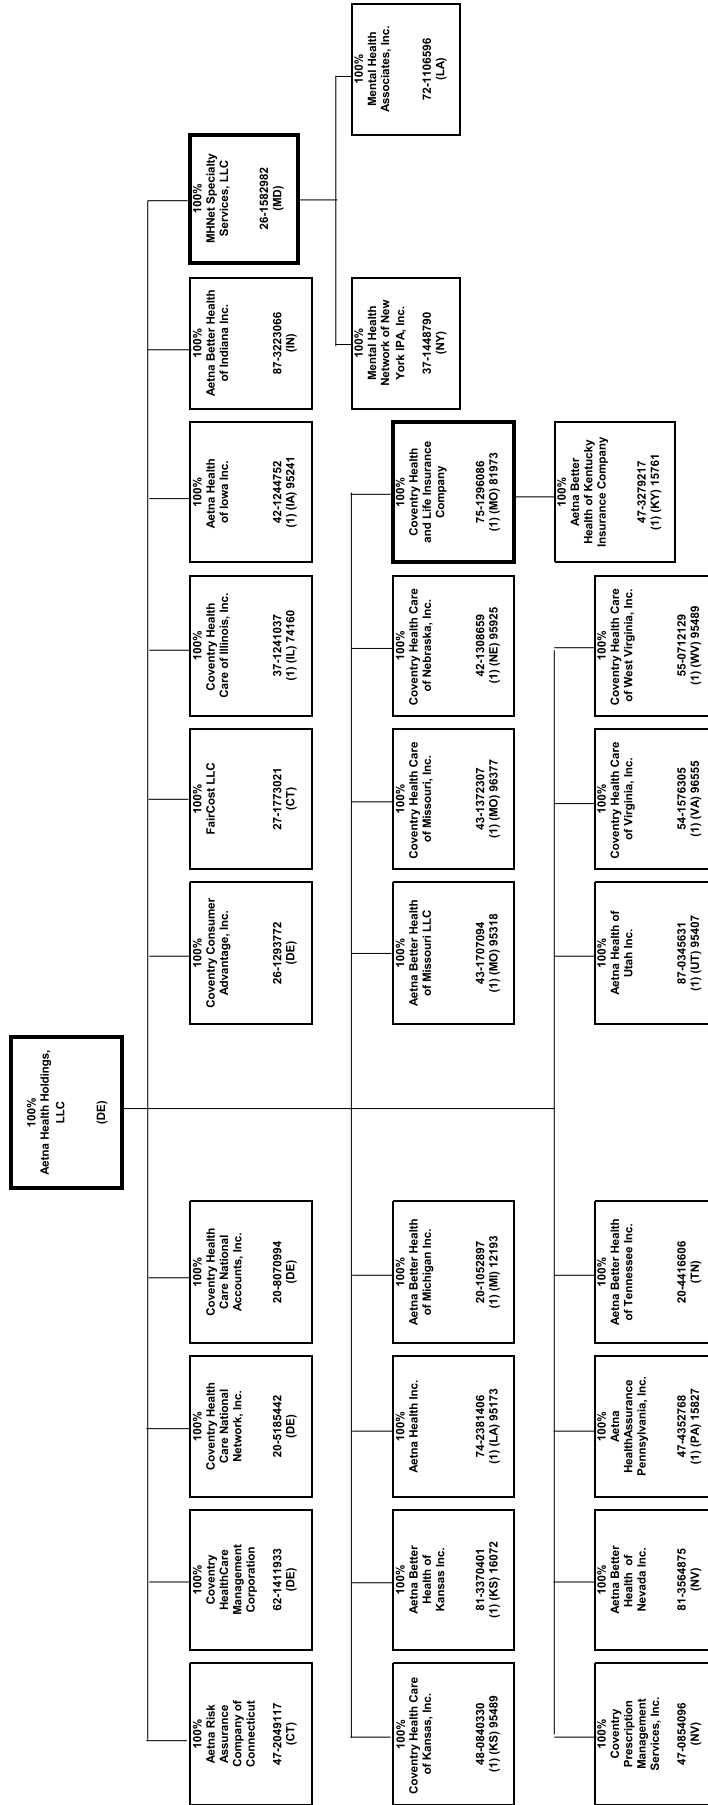 100%
Aetna Health Holdings,
LLC
(DE)
100%
Aetna Risk
Assurance
Company of
Connecticut
47-2049117
(CT)
100%
Coventry
HealthCare
Management
Corporation
62-1411933
(DE)
100%
Coventry Health
Care National
Network, Inc.
20-5185442
(DE)
100%
Coventry Health
Care National
Accounts, Inc.
20-8070994
(DE)
100%
Coventry Consumer
Advantage, Inc.
26-1293772
(DE)
100%
FairCost LLC
27-1773021
(CT)
100%
Coventry Health
Care of Illinois, Inc.
37-1241037
(1) (IL) 74160
100%
Aetna Health
of Iowa Inc.
42-1244752
(1) (IA) 95241
100%
Aetna Better Health
of Indiana Inc.
87-3223066
(IN)
100%
MHNet Specialty
Services, LLC
26-1582982
(MD)
100%
Coventry Health Care
of Kansas, Inc.
48-0840330
(1) (KS) 95489
100%
Aetna Better
Health of
Kansas Inc.
81-3370401
(1) (KS) 16072
100%
Aetna Health Inc.
74-2381406
(1) (LA) 95173
100%
Aetna Better Health
of Michigan Inc.
20-1052897
(1) (MI) 12193
100%
Aetna Better Health
of Missouri LLC
43-1707094
(1) (MO) 95318
100%
Coventry Health Care
of Missouri, Inc.
43-1372307
(1) (MO) 96377
100%
Coventry Health Care
of Nebraska, Inc.
42-1308659
(1) (NE) 95925
100%
Coventry Health
and Life Insurance
Company
75-1296086
(1) (MO) 81973
100%
Mental Health
Network of New
York IPA, Inc.
37-1448790
(NY)
100%
Mental Health
Associates, Inc.
72-1106596
(LA)
100%
Coventry
Prescription
Management
Services, Inc.
47-0854096
(NV)
100%
Aetna Better
Health of
Nevada Inc.
81-3564875
(NV)
100%
Aetna
HealthAssurance
Pennsylvania, Inc.
47-4352768
(1) (PA) 15827
100%
Aetna Better Health
of Tennessee Inc.
20-4416606
(TN)
100%
Aetna Health of
Utah Inc.
87-0345631
(1) (UT) 95407
100%
Coventry Health Care
of Virginia, Inc.
54-1576305
(1) (VA) 96555
100%
Coventry Health Care
of West Virginia, Inc.
55-0712129
(1) (WV) 95489
100%
Aetna Better
Health of Kentucky
Insurance Company
47-3279217
(1) (KY) 15761